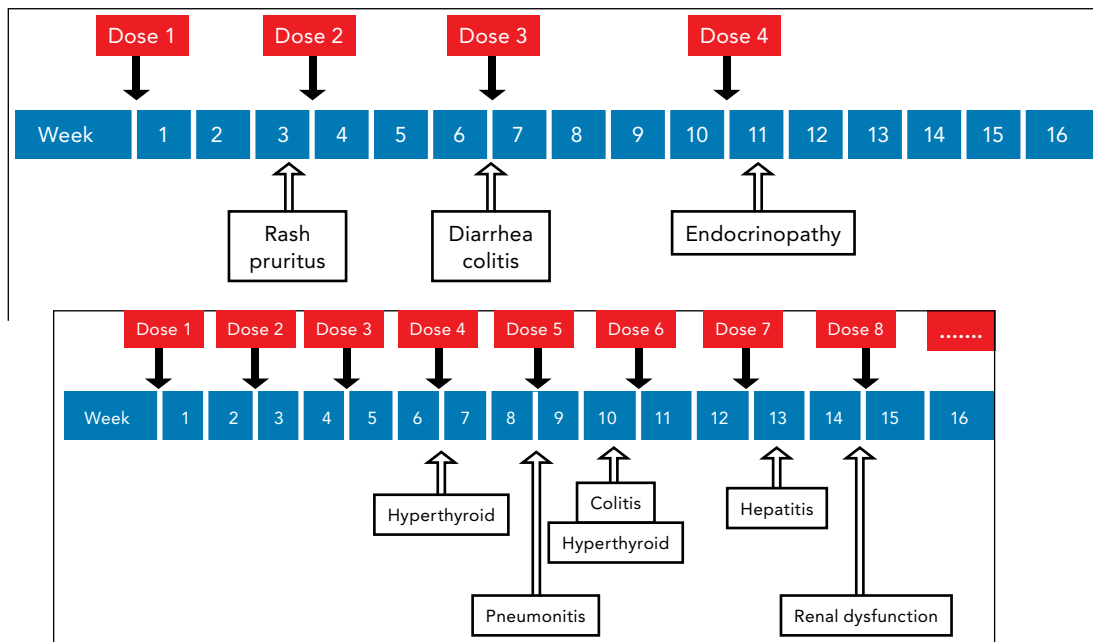 Dose 1 Dose 2 Dose 3 Dose 4
Week 1 2 3 4 5 6 7 8 9 10 11 12 13 14 15 16
Rash
pruritus
Diarrhea
colitis
Endocrinopathy
Dose 1 Dose 2 Dose 3 Dose 4 Dose 5 Dose 6 Dose 7 Dose 8 .......
Week 1 2 3 4 5 6 7 8 9 10 11 12 13 14 15 16
Hyperthyroid
Colitis
Hyperthyroid
Hepatitis
Pneumonitis
Renal dysfunction